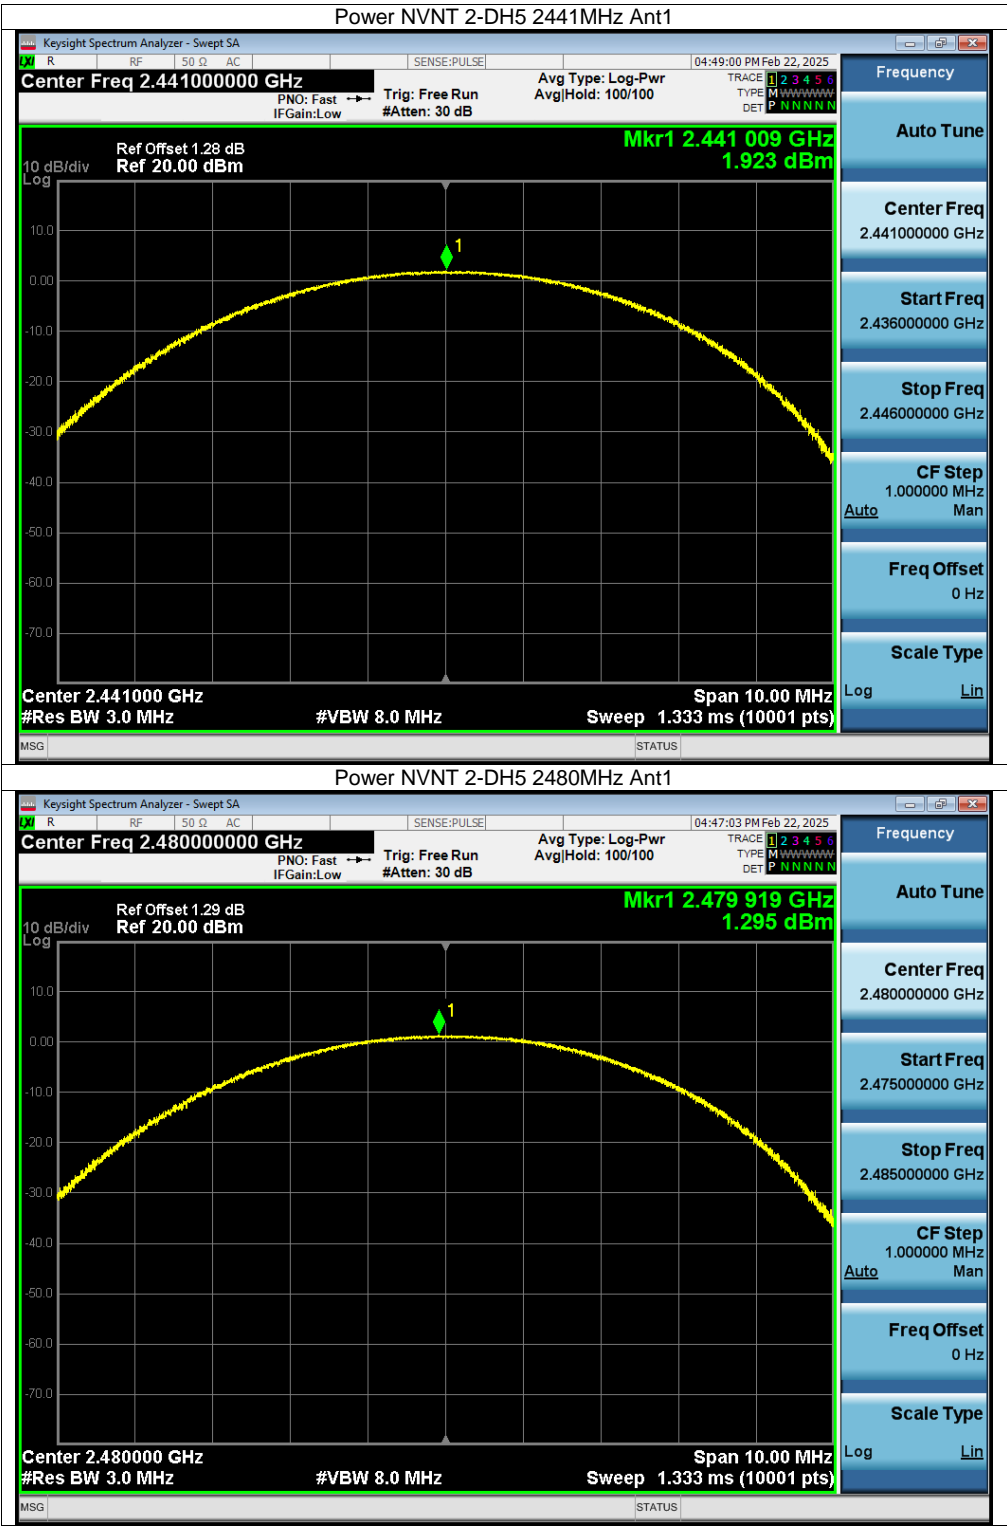 Power NVNT 2-DH5 2441MHz Ant1
Keysight Spectrum Analyzer - Swept SA
LXI R RF 50 Ω AC SENSE:PULSE 04:49:00 PM Feb 22, 2025
Center Freq 2.441000000 GHz Avg Type: Log-Pwr TRACE 1 2 3 4 5 6
PNO: Fast Trig: Free Run Avg|Hold: 100/100 TYPE M WWWWW
IFGain:Low #Atten: 30 dB DET P N N N N N
Frequency
Mkr1 2.441 009 GHz
1.923 dBm
Ref Offset 1.28 dB
10 dB/div Ref 20.00 dBm
Log
10.0
0.00
-10.0
-20.0
-30.0
-40.0
-50.0
-60.0
-70.0
1
Center 2.441000 GHz Span 10.00 MHz
#Res BW 3.0 MHz #VBW 8.0 MHz Sweep 1.333 ms (10001 pts)
Auto Tune
Center Freq
2.441000000 GHz
Start Freq
2.436000000 GHz
Stop Freq
2.446000000 GHz
CF Step
1.000000 MHz
Auto Man
Freq Offset
0 Hz
Scale Type
Log Lin
MSG STATUS
Power NVNT 2-DH5 2480MHz Ant1
Keysight Spectrum Analyzer - Swept SA
LXI R RF 50 Ω AC SENSE:PULSE 04:47:03 PM Feb 22, 2025
Center Freq 2.480000000 GHz Avg Type: Log-Pwr TRACE 1 2 3 4 5 6
PNO: Fast Trig: Free Run Avg|Hold: 100/100 TYPE M WWWWW
IFGain:Low #Atten: 30 dB DET P N N N N N
Frequency
Mkr1 2.479 919 GHz
1.295 dBm
Ref Offset 1.29 dB
10 dB/div Ref 20.00 dBm
Log
10.0
0.00
-10.0
-20.0
-30.0
-40.0
-50.0
-60.0
-70.0
1
Center 2.480000 GHz Span 10.00 MHz
#Res BW 3.0 MHz #VBW 8.0 MHz Sweep 1.333 ms (10001 pts)
Auto Tune
Center Freq
2.480000000 GHz
Start Freq
2.475000000 GHz
Stop Freq
2.485000000 GHz
CF Step
1.000000 MHz
Auto Man
Freq Offset
0 Hz
Scale Type
Log Lin
MSG STATUS